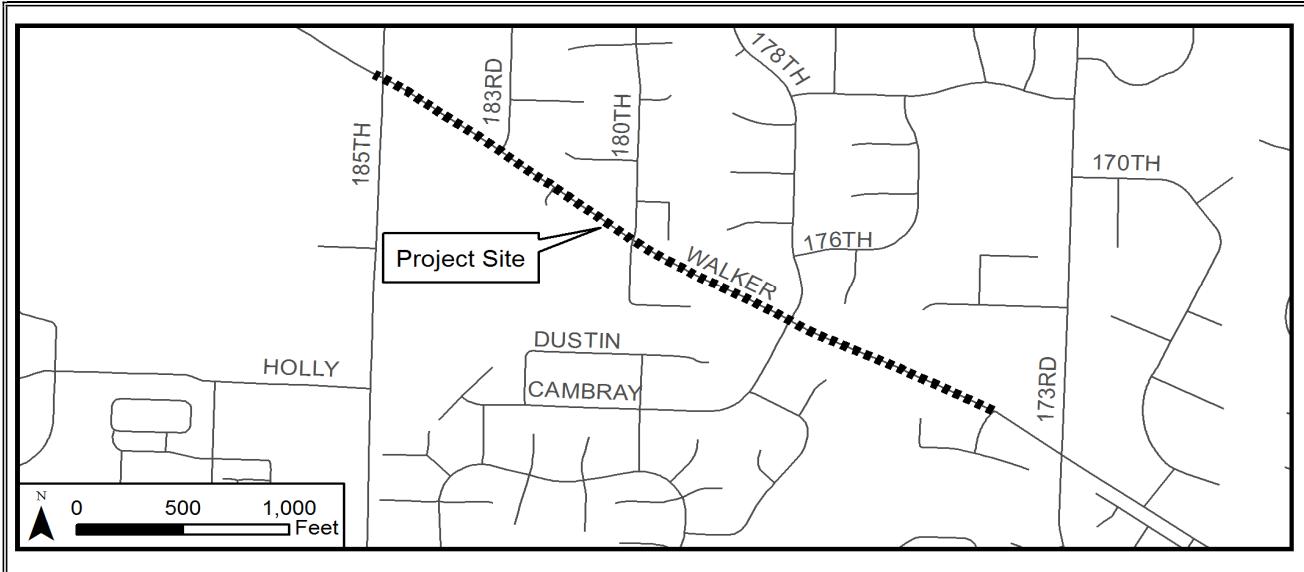 178TH
183RD
180TH
185TH
170TH
176TH
Project Site
WALKER
DUSTIN
HOLLY
CAMBRAY
173RD
N
0 500 1,000
Feet